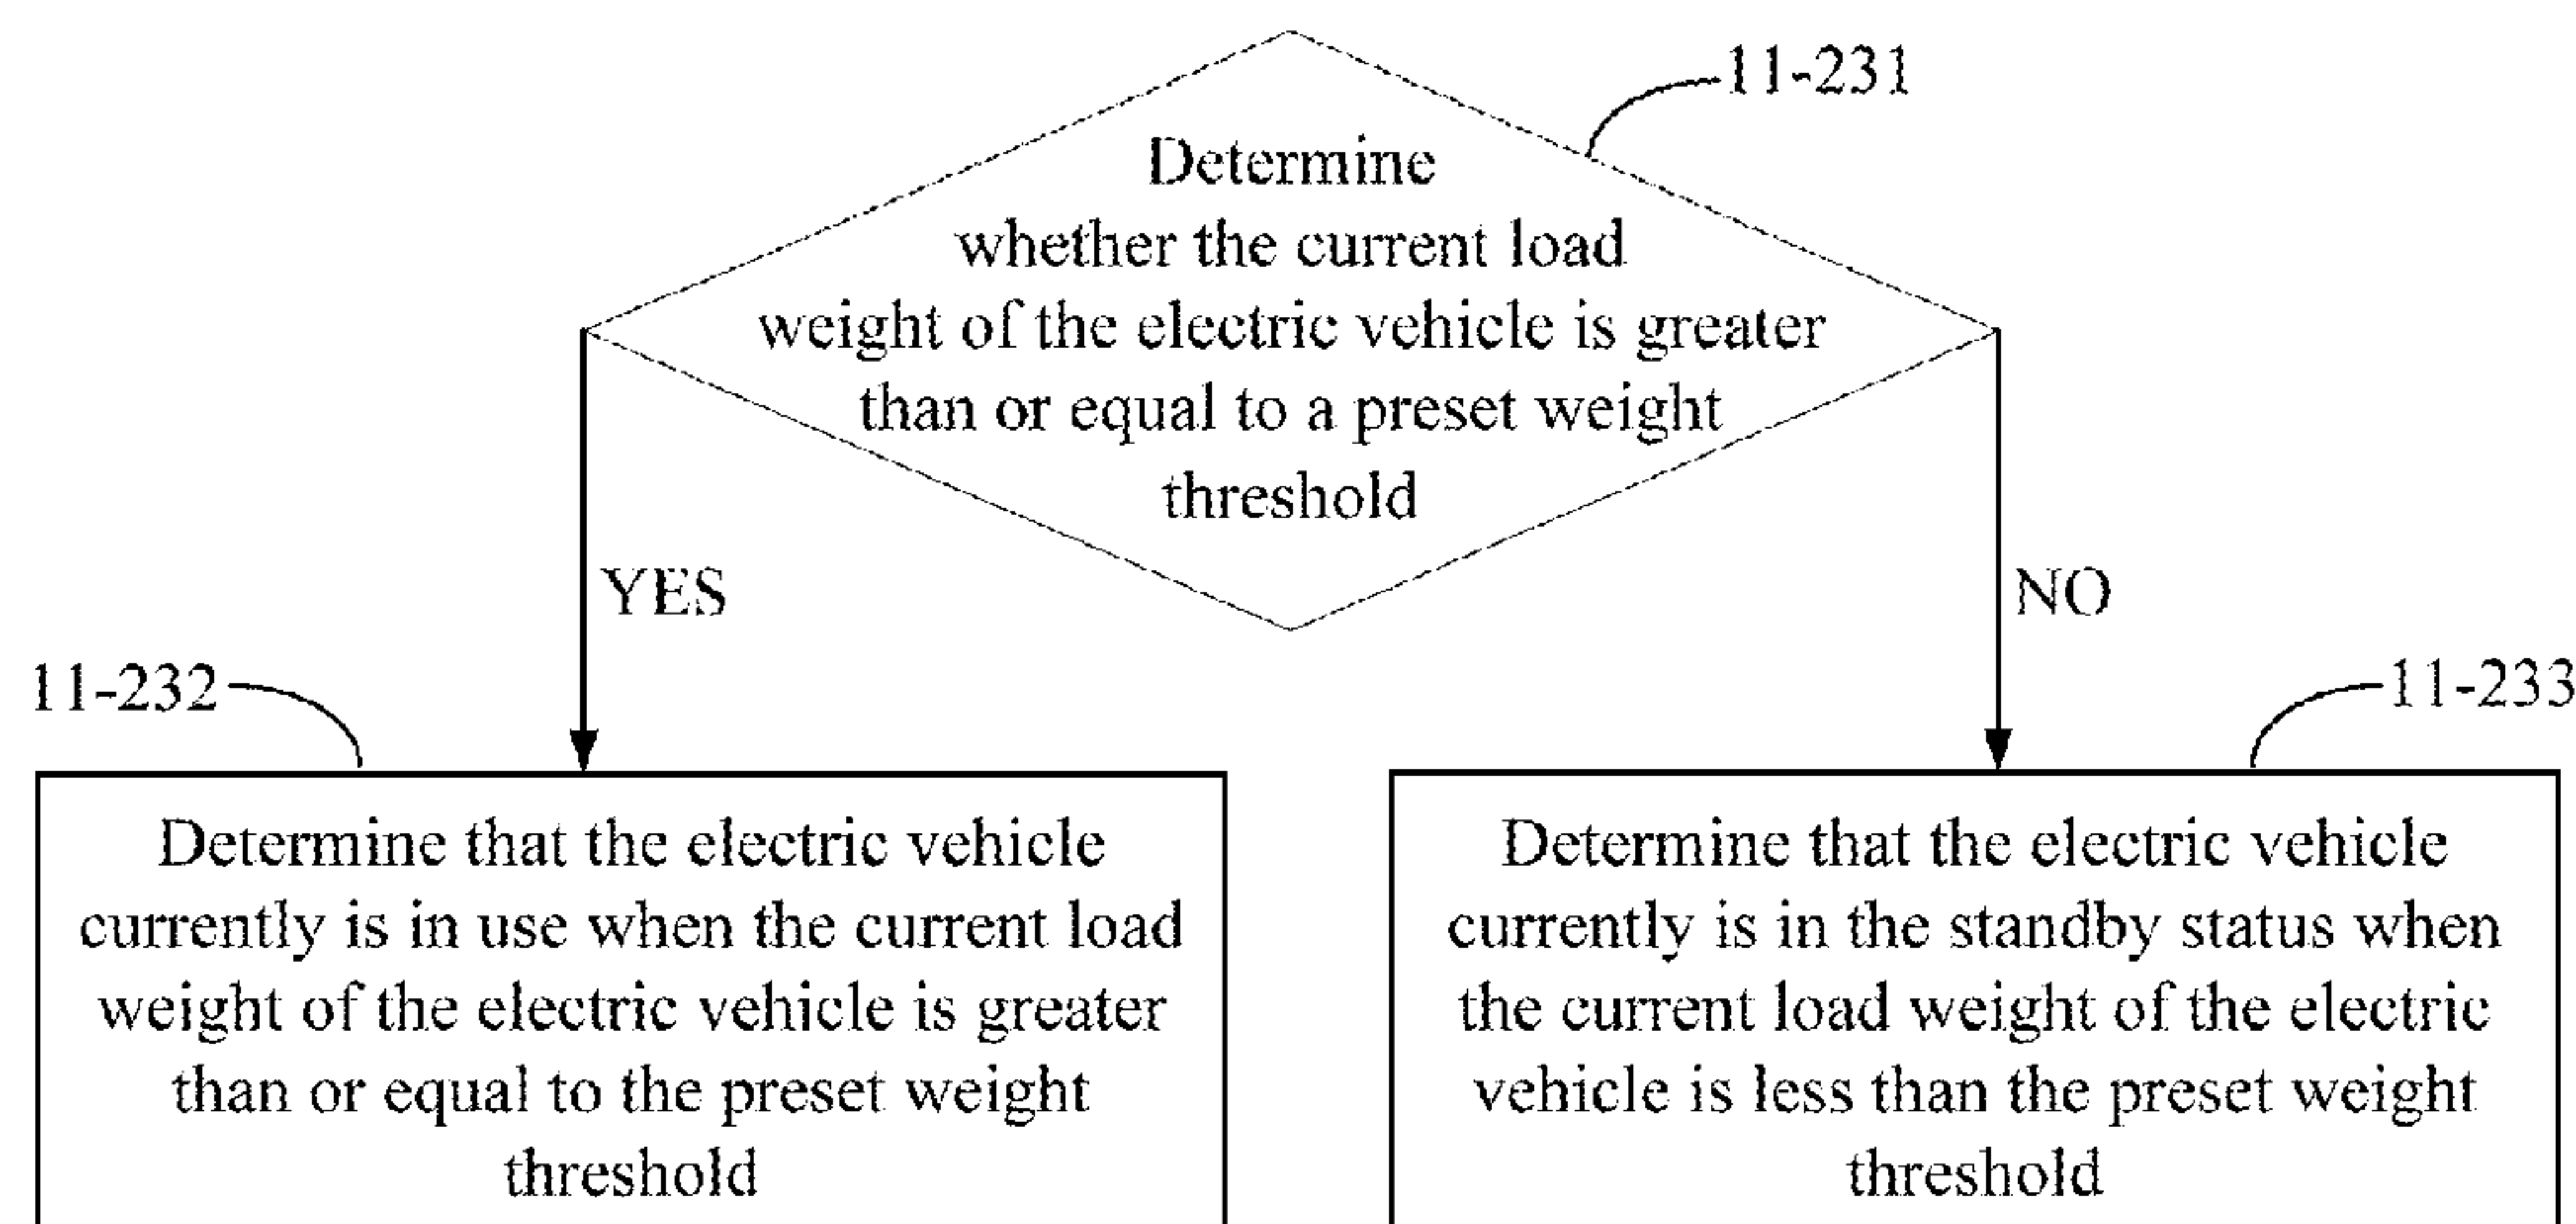 11-231
Determine
whether the current load
weight of the electric vehicle is greater
than or equal to a preset weight
threshold
YES
NO
11-232
11-233
Determine that the electric vehicle
currently is in use when the current load
weight of the electric vehicle is greater
than or equal to the preset weight
threshold
Determine that the electric vehicle
currently is in the standby status when
the current load weight of the electric
vehicle is less than the preset weight
threshold